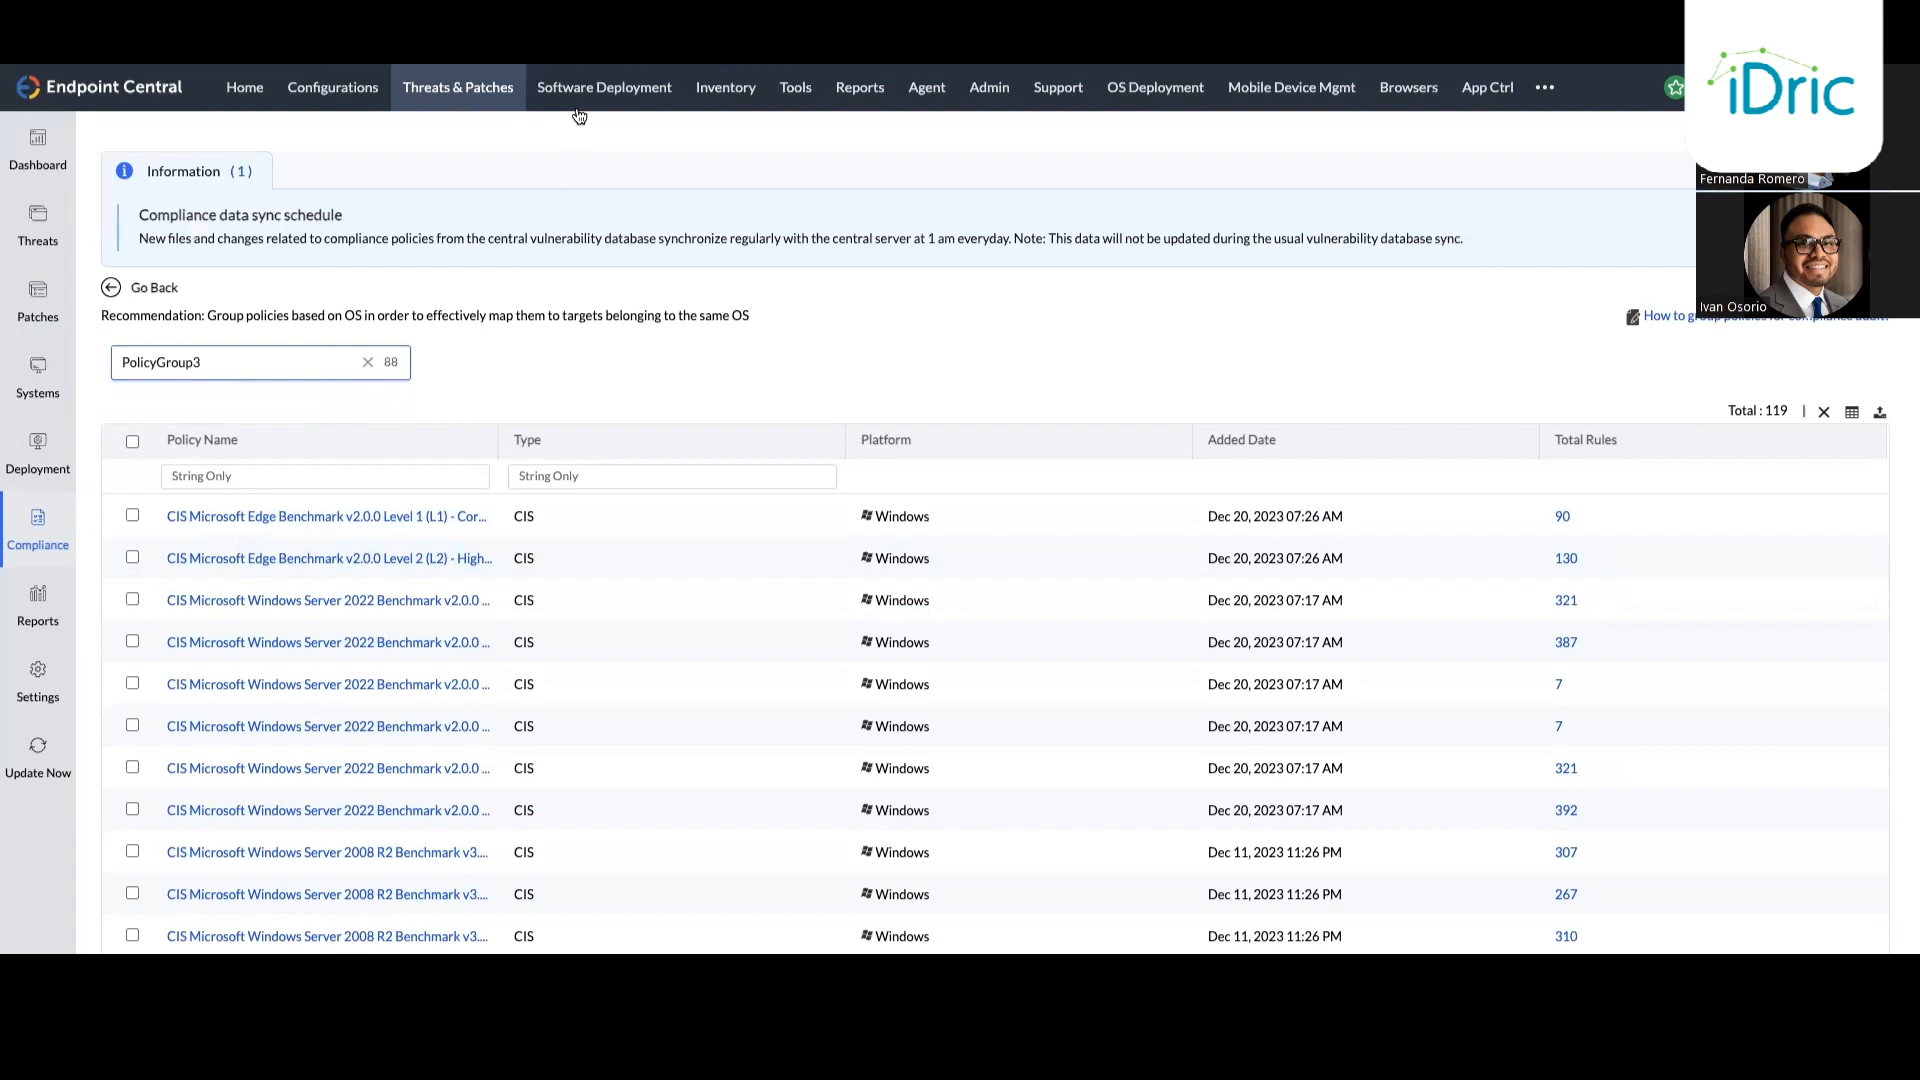 Endpoint Central
Home
Configurations
Threats & Patches
Software Deployment
Inventory
Tools
Reports
Agent
Admin
Support
OS Deployment
Mobile Device Mgmt
Browsers
App Ctrl
iDric
Fernanda Romero
Ivan Osorio
Dashboard
Threats
Patches
Systems
Deployment
Compliance
Reports
Settings
Update Now
Information (1)
Compliance data sync schedule
New files and changes related to compliance policies from the central vulnerability database synchronize regularly with the central server at 1 am everyday. Note: This data will not be updated during the usual vulnerability database sync.
Go Back
Recommendation: Group policies based on OS in order to effectively map them to targets belonging to the same OS
How to
PolicyGroup3 88
Total : 119
Policy Name Type Platform Added Date Total Rules
String Only String Only
CIS Microsoft Edge Benchmark v2.0.0 Level 1 (L1) - Cor... CIS Windows Dec 20, 2023 07:26 AM 90
CIS Microsoft Edge Benchmark v2.0.0 Level 2 (L2) - High... CIS Windows Dec 20, 2023 07:26 AM 130
CIS Microsoft Windows Server 2022 Benchmark v2.0.0 ... CIS Windows Dec 20, 2023 07:17 AM 321
CIS Microsoft Windows Server 2022 Benchmark v2.0.0 ... CIS Windows Dec 20, 2023 07:17 AM 387
CIS Microsoft Windows Server 2022 Benchmark v2.0.0 ... CIS Windows Dec 20, 2023 07:17 AM 7
CIS Microsoft Windows Server 2022 Benchmark v2.0.0 ... CIS Windows Dec 20, 2023 07:17 AM 7
CIS Microsoft Windows Server 2022 Benchmark v2.0.0 ... CIS Windows Dec 20, 2023 07:17 AM 321
CIS Microsoft Windows Server 2022 Benchmark v2.0.0 ... CIS Windows Dec 20, 2023 07:17 AM 392
CIS Microsoft Windows Server 2008 R2 Benchmark v3.... CIS Windows Dec 11, 2023 11:26 PM 307
CIS Microsoft Windows Server 2008 R2 Benchmark v3.... CIS Windows Dec 11, 2023 11:26 PM 267
CIS Microsoft Windows Server 2008 R2 Benchmark v3.... CIS Windows Dec 11, 2023 11:26 PM 310